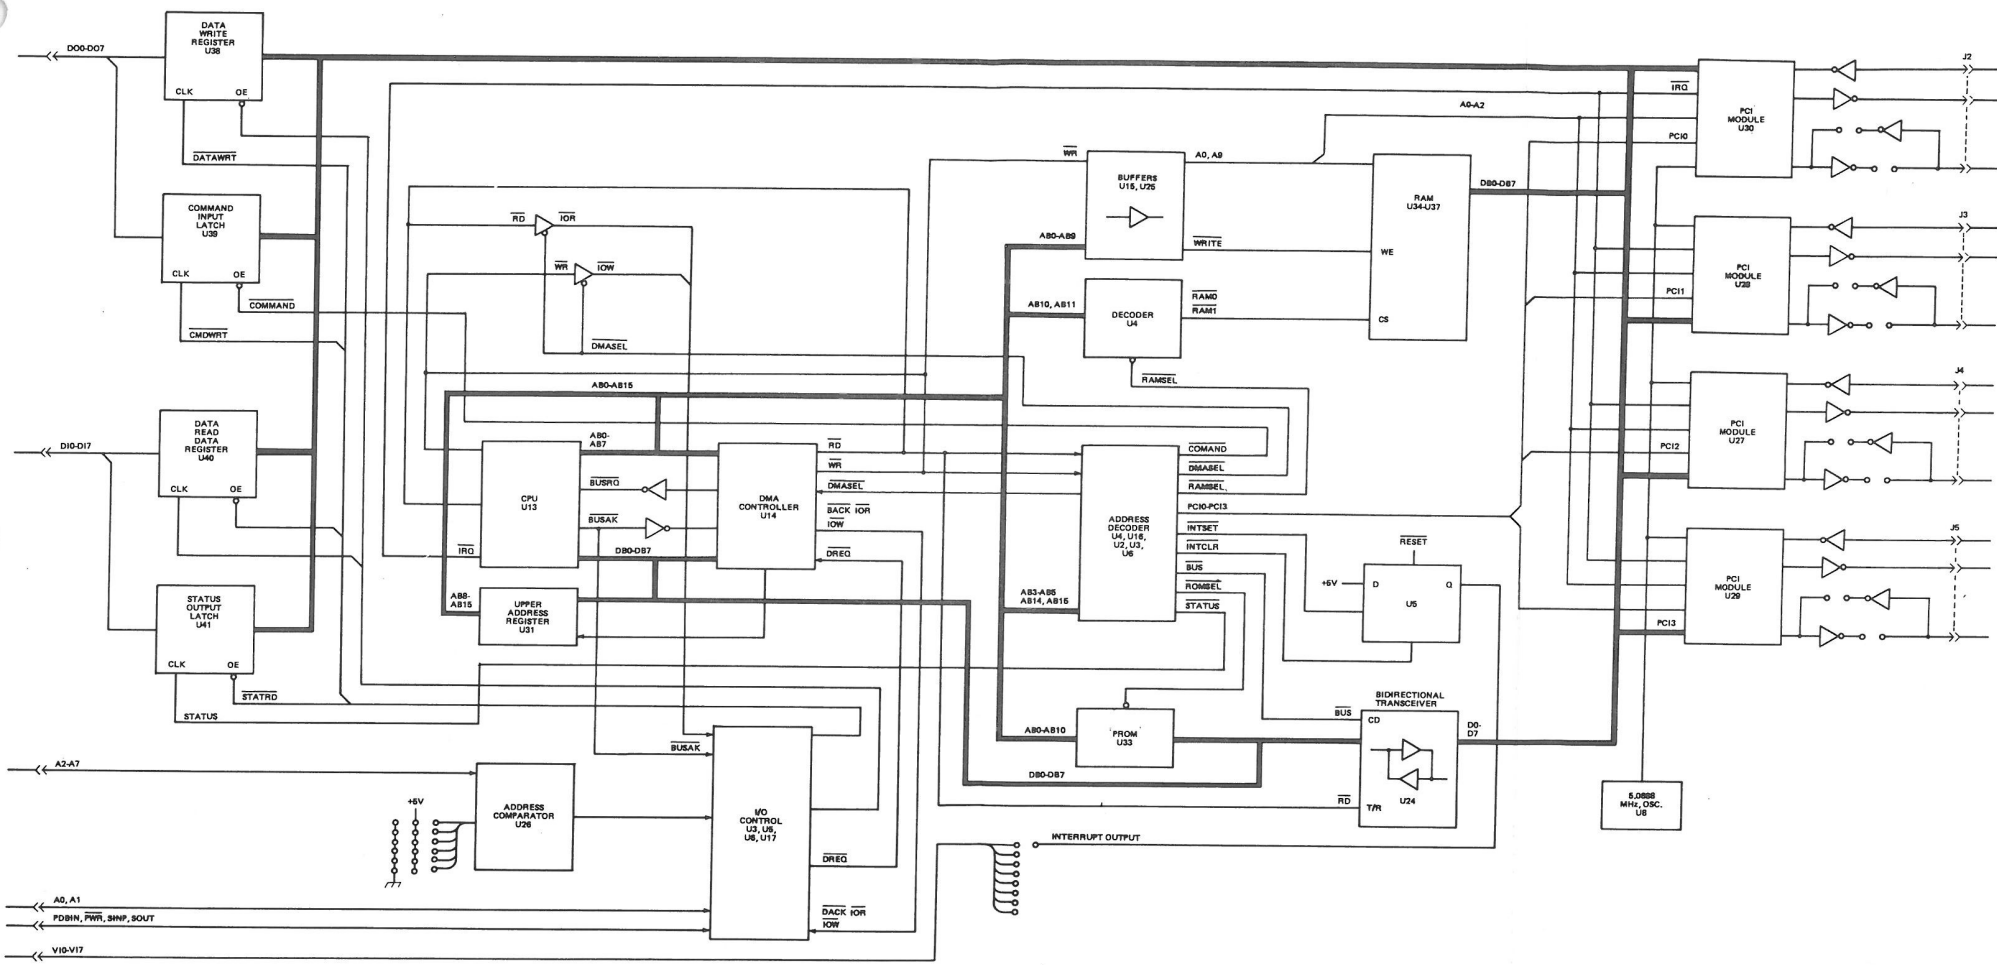 DATA
WRITE
REGISTER
U38
DO0-DO7
CLK
OE
DATAWRT
COMMAND
INPUT
LATCH
U39
CLK
OE
COMMAND
CMDWRT
DATA
READ
DATA
REGISTER
U40
DI0-DI7
CLK
OE
STATUS
OUTPUT
LATCH
U41
CLK
OE
STATRD
STATUS
A2-A7
+5V
ADDRESS
COMPARATOR
U26
A0, A1
PDBIN, PWR, SINP, SOUT
VI0-VI7
RD
IOR
WR
IOW
DMASEL
AB0-AB15
CPU
U13
IRQ
AB0-
AB7
BUSRQ
BUSAK
DB0-DB7
AB8-
AB15
UPPER
ADDRESS
REGISTER
U31
DMA
CONTROLLER
U14
RD
WR
DMASEL
BACK IOR
IOW
DREQ
BUSAK
I/O
CONTROL
U3, U5,
U6, U17
DREQ
DACK IOR
IOW
WR
BUFFERS
U15, U25
A0, A9
AB0-AB9
WRITE
AB10, AB11
DECODER
U4
RAM0
RAM1
RAMSEL
RAM
U34-U37
WE
CS
DB0-DB7
A0-A2
ADDRESS
DECODER
U4, U16,
U2, U3,
U6
COMAND
DMASEL
RAMSEL,
PCI0-PCI3
INTSET
INTCLR
BUS
ROMSEL
STATUS
AB3-AB5
AB14, AB15
RESET
+5V
D
Q
U5
AB0-AB10
PROM
U33
DB0-DB7
BIDIRECTIONAL
TRANSCEIVER
BUS
CD
D0-
D7
RD
T/R
U24
INTERRUPT OUTPUT
IRQ
PCI0
PCI
MODULE
U30
J2
PCI1
PCI
MODULE
U28
J3
PCI2
PCI
MODULE
U27
J4
PCI3
PCI
MODULE
U29
J5
5.0688
MHz, OSC.
U8